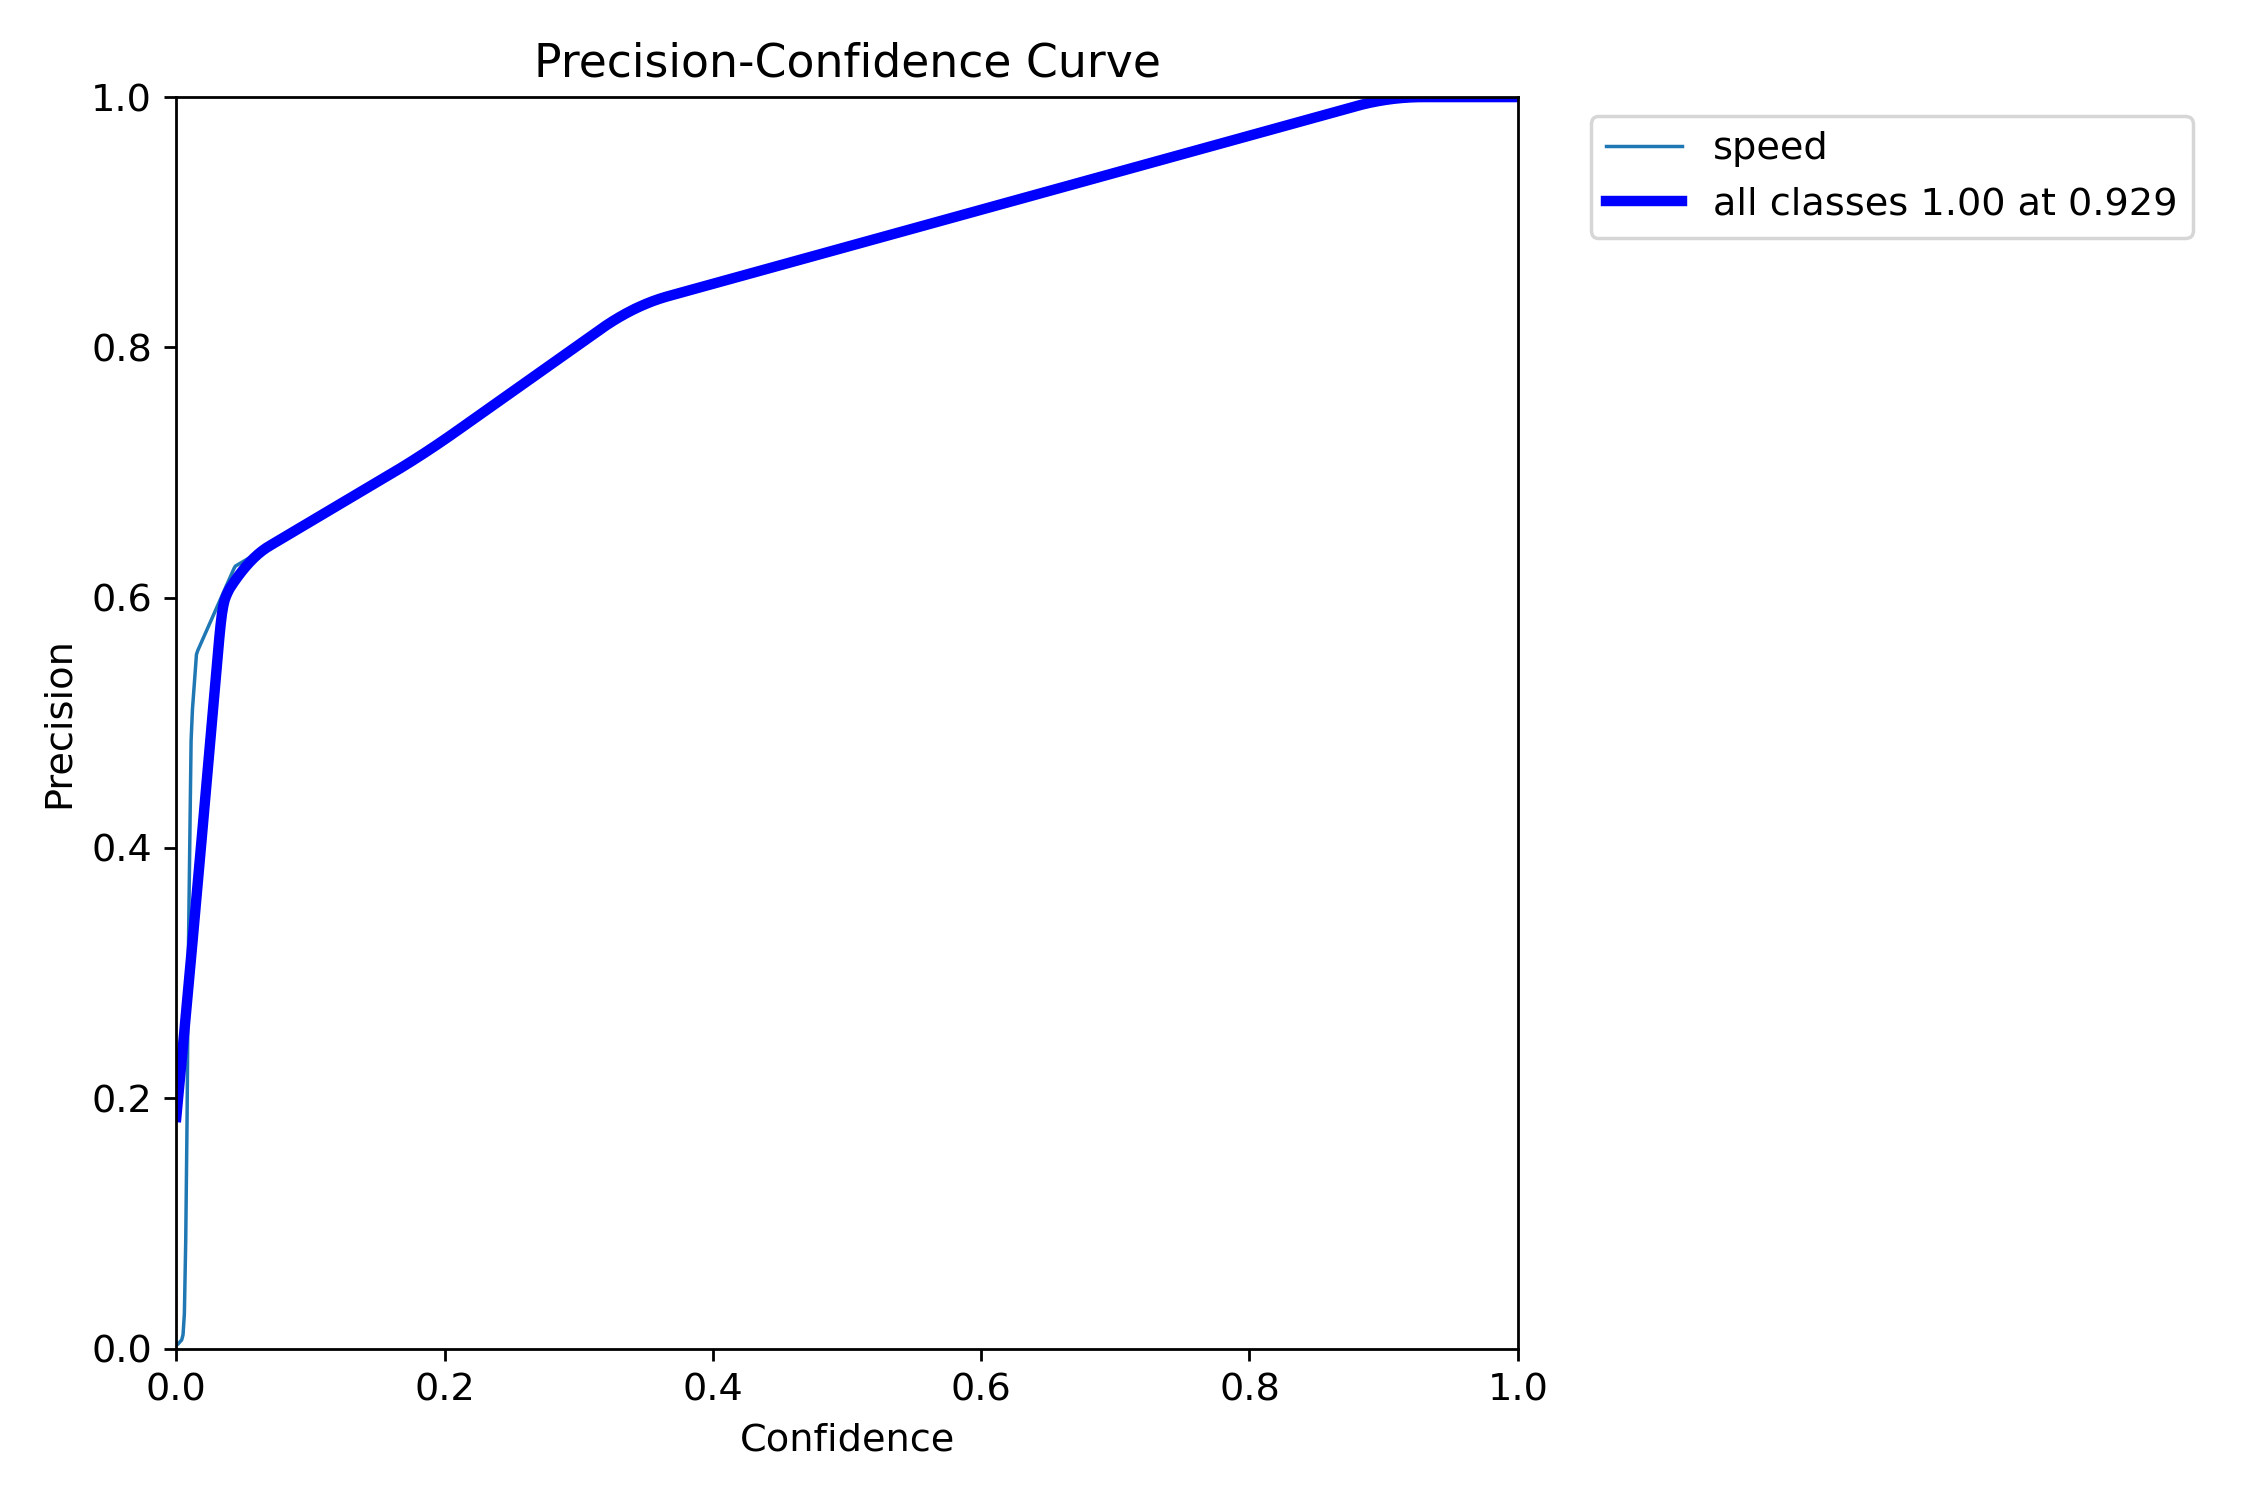 Precision-Confidence Curve
1.0
0.8
0.6
0.4
0.2
0.0
Precision
0.0 0.2 0.4 0.6 0.8 1.0
Confidence
speed
all classes 1.00 at 0.929